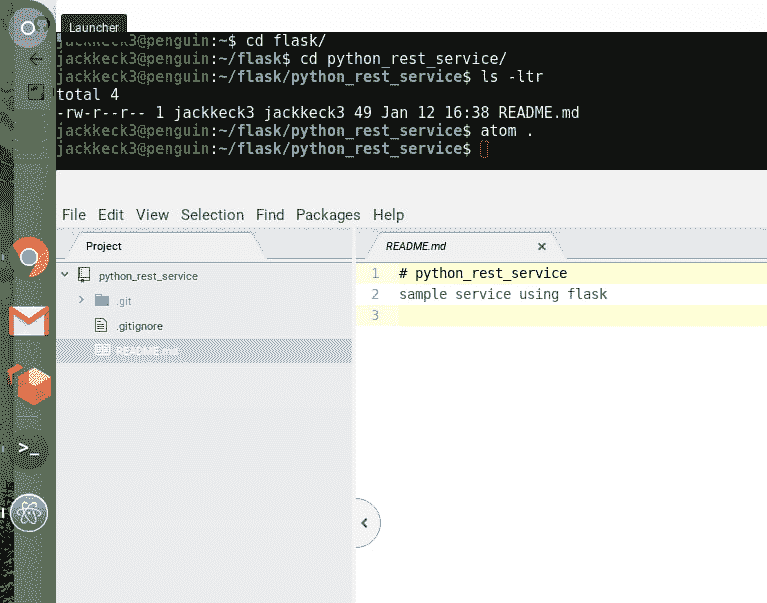 Launcher
jackkeck3@penguin:~$ cd flask/
jackkeck3@penguin:~/flask$ cd python_rest_service/
jackkeck3@penguin:~/flask/python_rest_service$ ls -ltr
total 4
-rw-r--r-- 1 jackkeck3 jackkeck3 49 Jan 12 16:38 README.md
jackkeck3@penguin:~/flask/python_rest_service$ atom .
jackkeck3@penguin:~/flask/python_rest_service$
File Edit View Selection Find Packages Help
Project
README.md
python_rest_service
.git
.gitignore
README.md
1 # python_rest_service
2 sample service using flask
3
>_